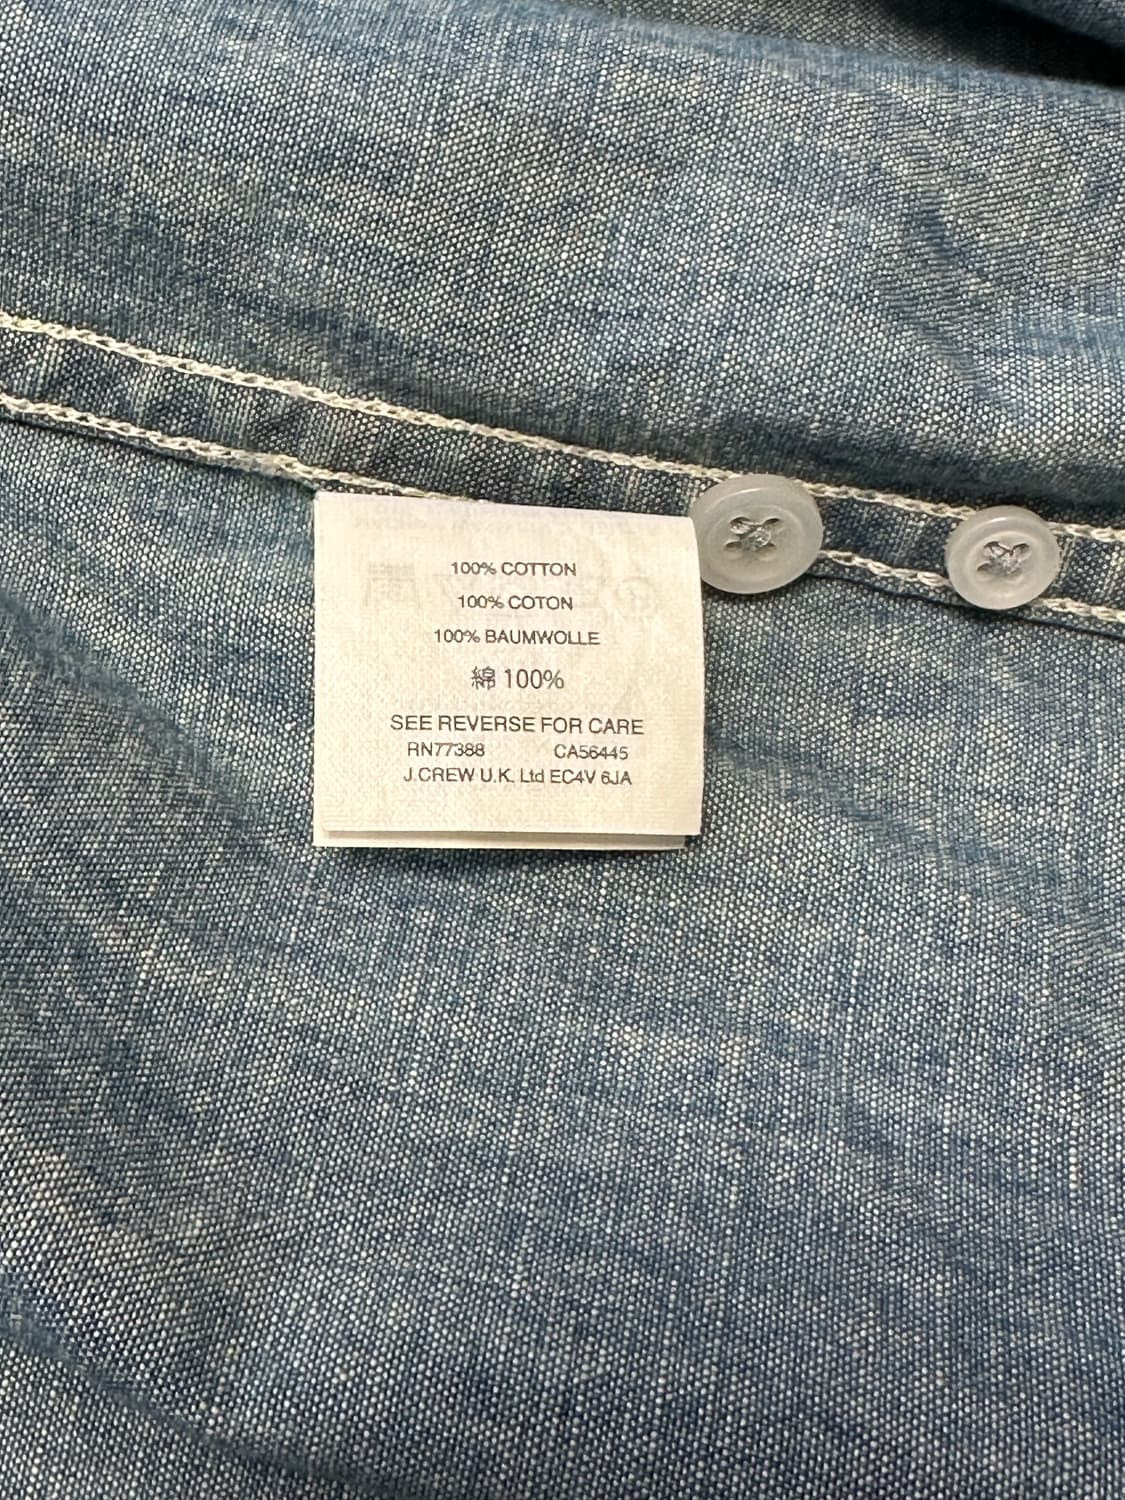 100% COTTON
100% COTON
100% BAUMWOLLE
綿 100%
SEE REVERSE FOR CARE
RN77388 CA56445
J.CREW U.K. Ltd EC4V 6JA